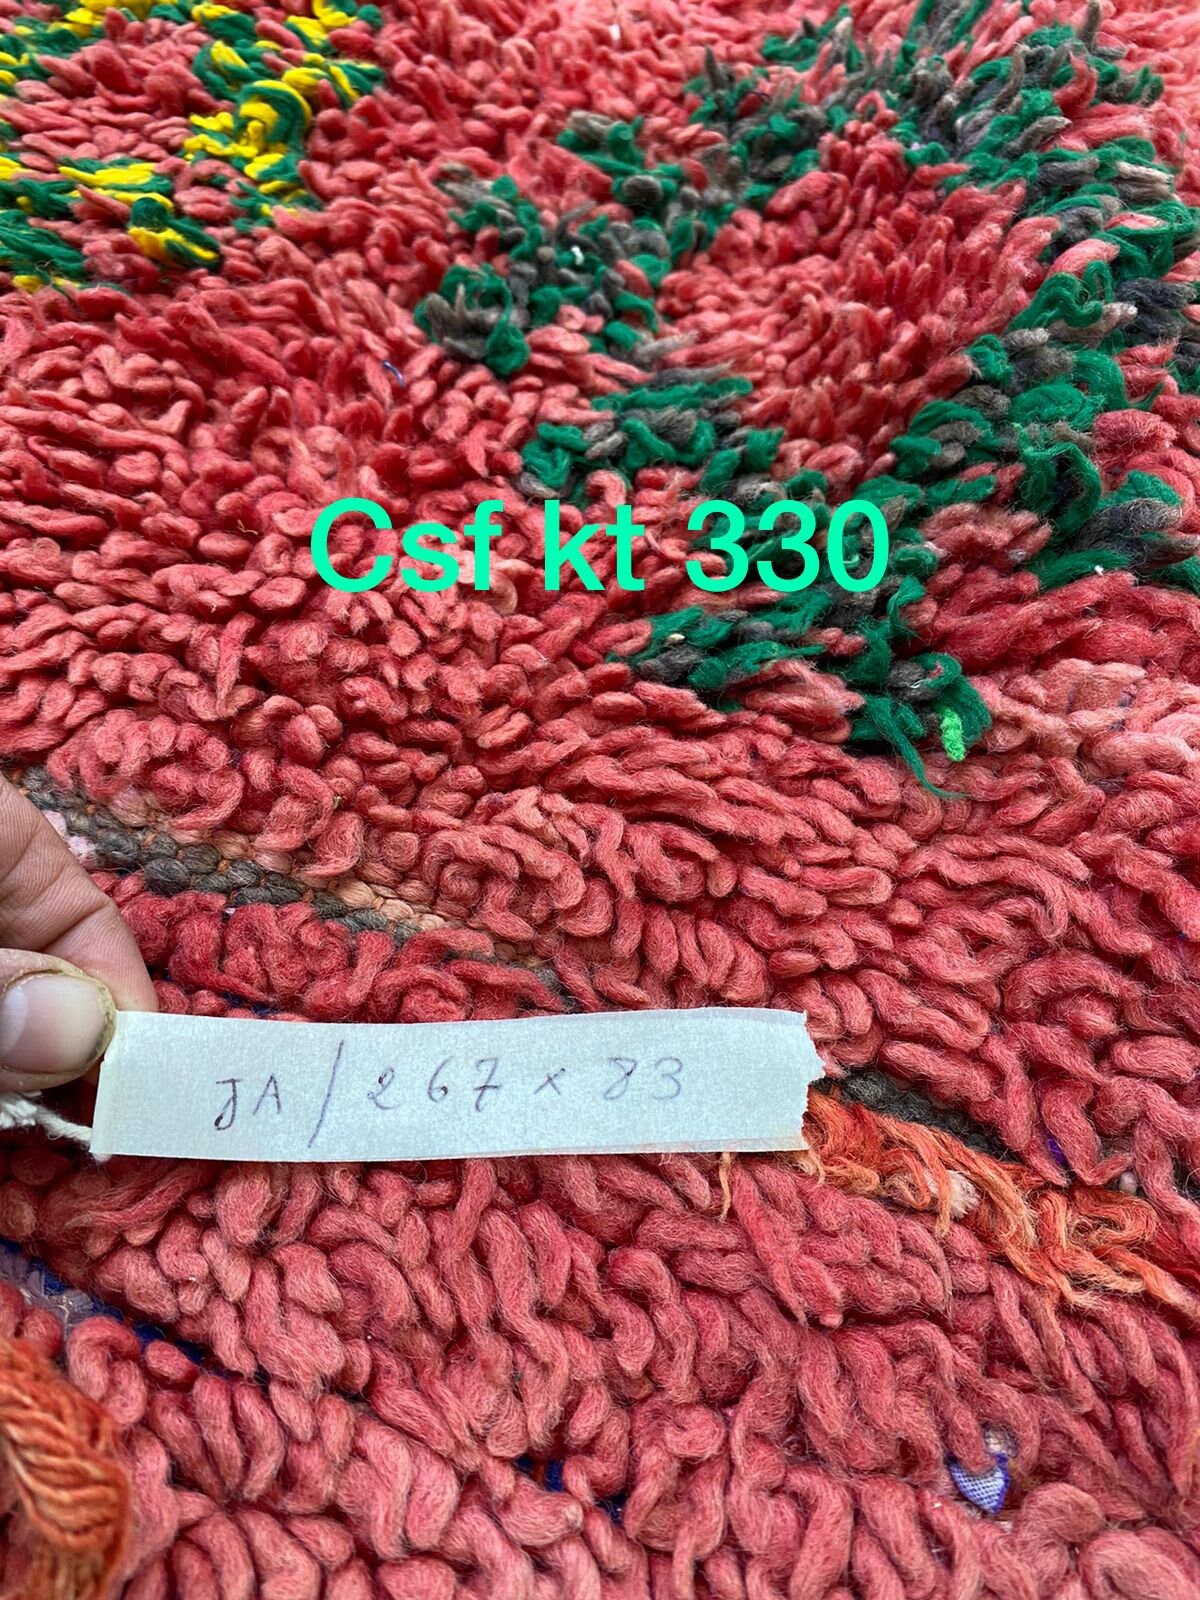 Csf kt 330
JA / 267 x 83